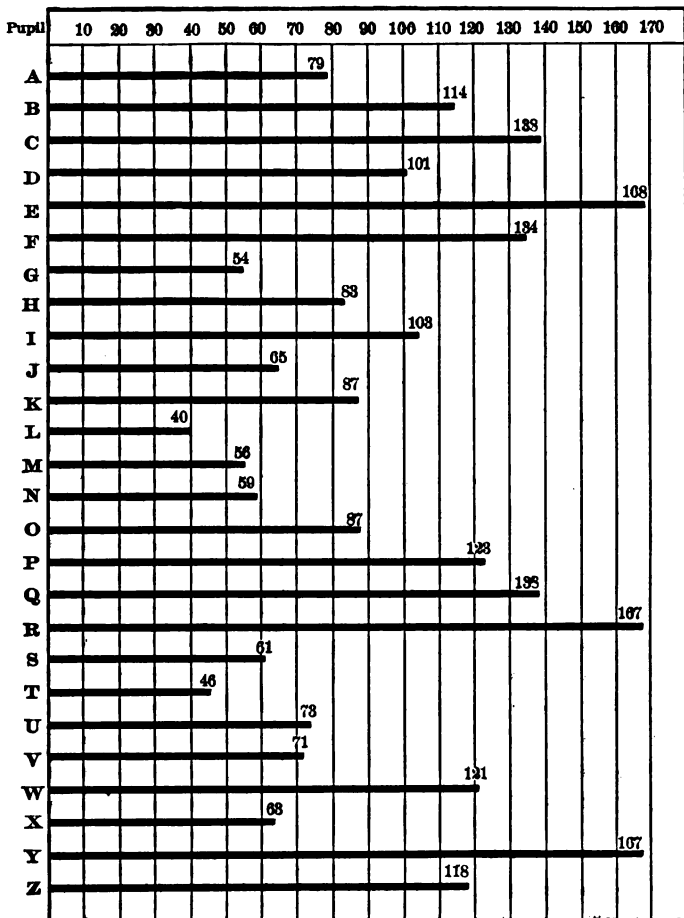 Pupil 10 20 30 40 50 60 70 80 90 100 110 120 130 140 150 160 170
A 79
B 114
C 138
D 101
E 168
F 134
G 54
H 83
I 103
J 65
K 87
L 40
M 56
N 59
O 87
P 123
Q 138
R 167
S 61
T 46
U 73
V 71
W 121
X 63
Y 167
Z 118